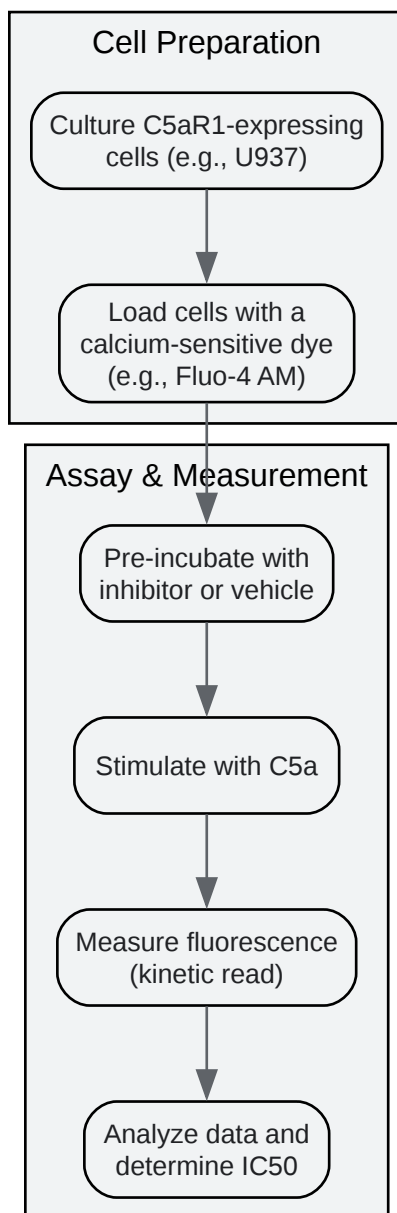 Cell Preparation
Culture C5aR1-expressing
cells (e.g., U937)
Load cells with a
calcium-sensitive dye
(e.g., Fluo-4 AM)
Assay & Measurement
Pre-incubate with
inhibitor or vehicle
Stimulate with C5a
Measure fluorescence
(kinetic read)
Analyze data and
determine IC50